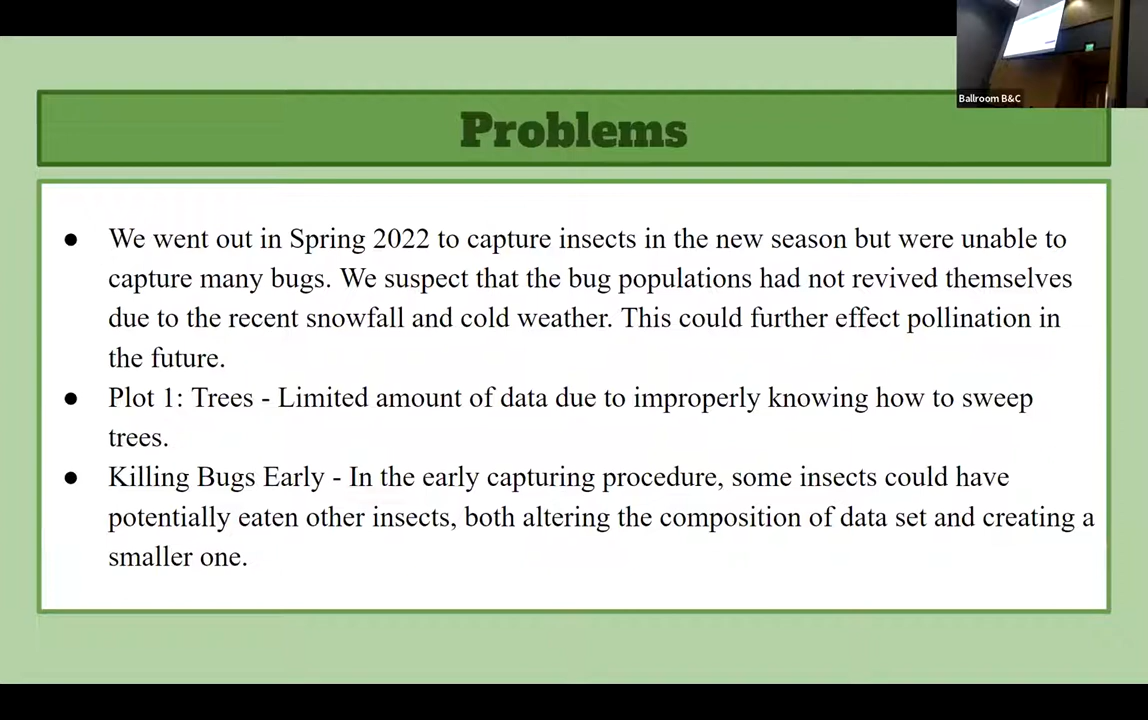 Ballroom B&C
Problems
● We went out in Spring 2022 to capture insects in the new season but were unable to
capture many bugs. We suspect that the bug populations had not revived themselves
due to the recent snowfall and cold weather. This could further effect pollination in
the future.
● Plot 1: Trees - Limited amount of data due to improperly knowing how to sweep
trees.
● Killing Bugs Early - In the early capturing procedure, some insects could have
potentially eaten other insects, both altering the composition of data set and creating a
smaller one.